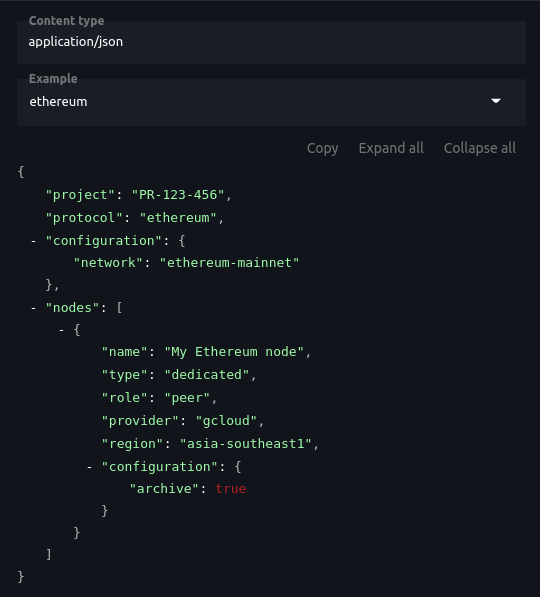 Content type
application/json
Example
ethereum
Copy Expand all Collapse all
{
"project": "PR-123-456",
"protocol": "ethereum",
- "configuration": {
"network": "ethereum-mainnet"
},
- "nodes": [
- {
"name": "My Ethereum node",
"type": "dedicated",
"role": "peer",
"provider": "gcloud",
"region": "asia-southeast1",
- "configuration": {
"archive": true
}
}
]
}